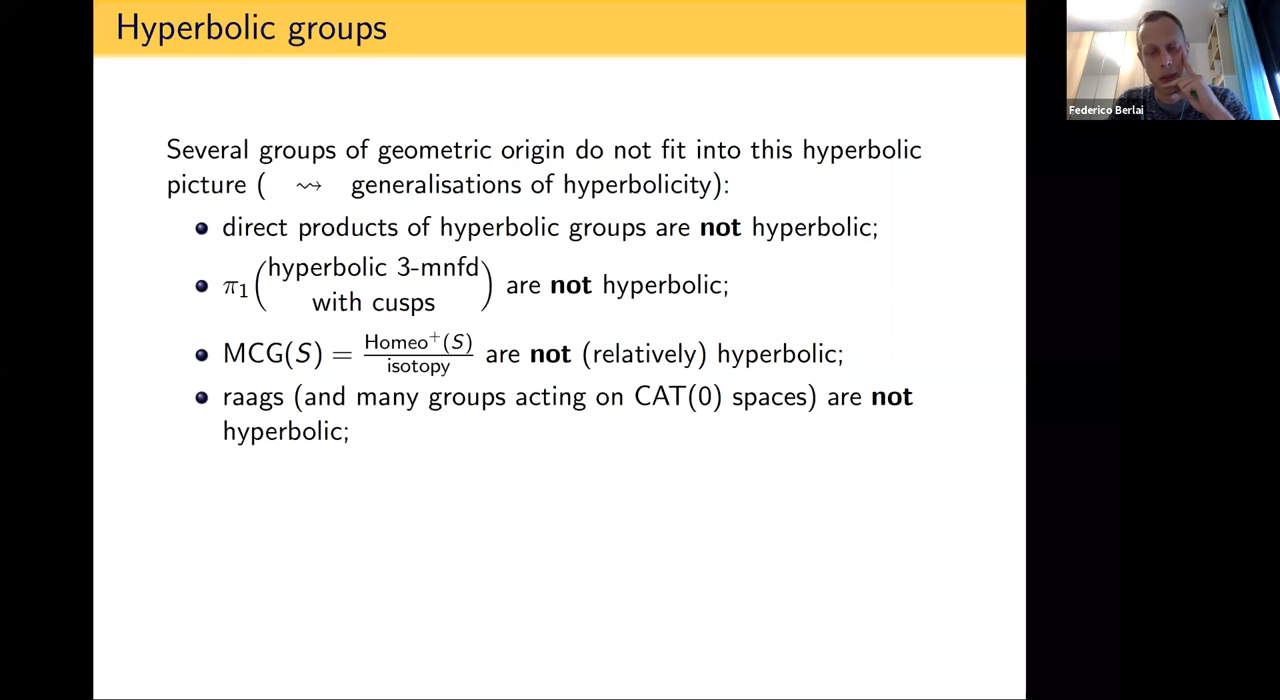 Hyperbolic groups
Several groups of geometric origin do not fit into this hyperbolic
picture ( ⇝ generalisations of hyperbolicity):
• direct products of hyperbolic groups are not hyperbolic;
• π₁(hyperbolic 3-mnfd
with cusps) are not hyperbolic;
• MCG(S) = Homeo⁺(S)/isotopy are not (relatively) hyperbolic;
• raags (and many groups acting on CAT(0) spaces) are not
hyperbolic;
Federico Berlai